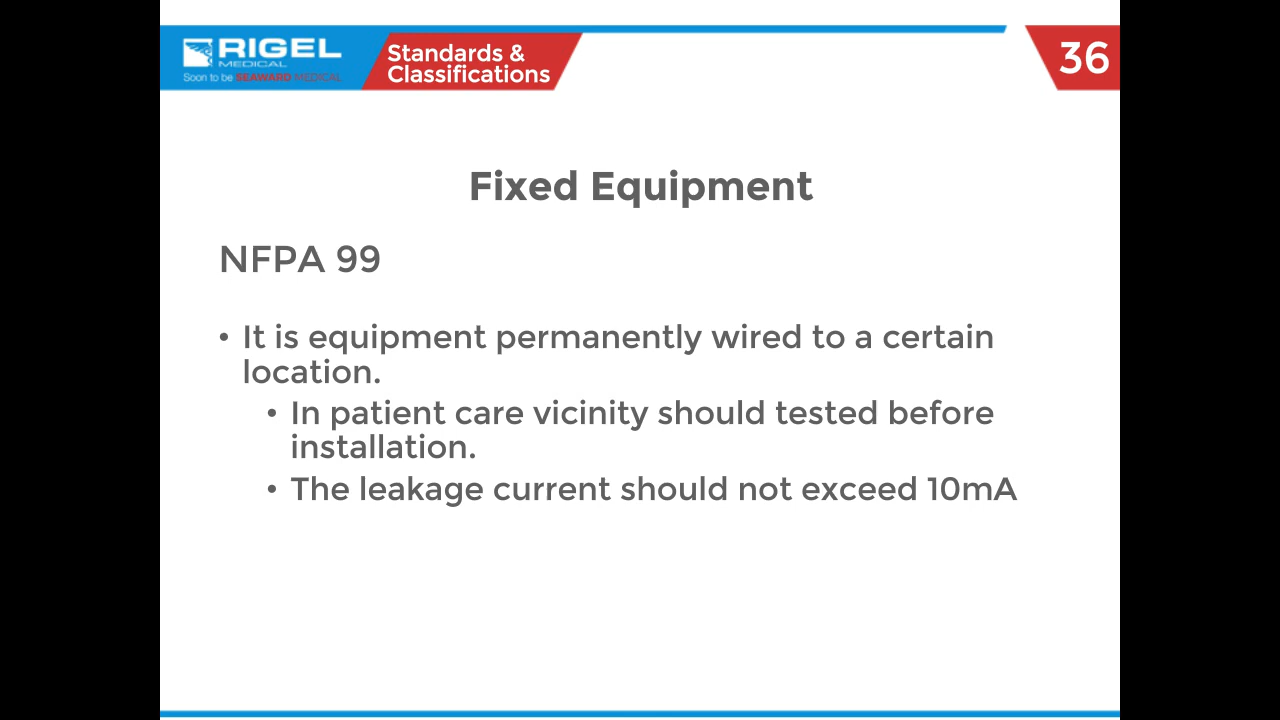 RIGEL
MEDICAL
Soon to be SEAWARD MEDICAL
Standards &
Classifications
36
Fixed Equipment
NFPA 99
• It is equipment permanently wired to a certain
location.
• In patient care vicinity should tested before
installation.
• The leakage current should not exceed 10mA